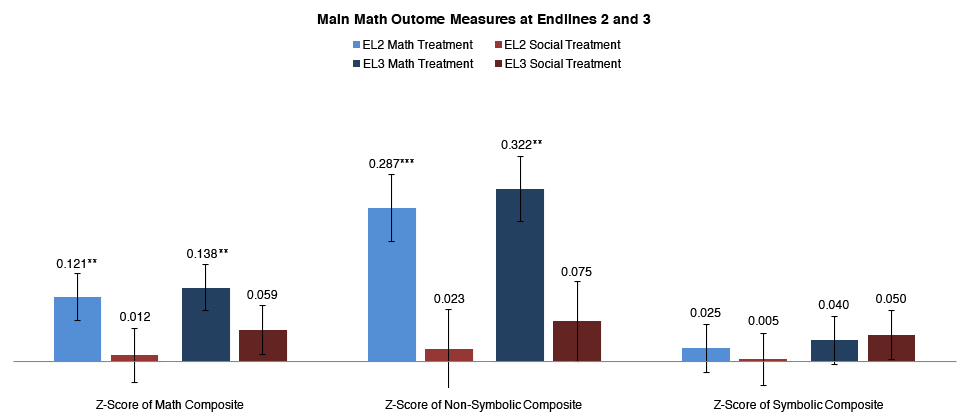 Main Math Outome Measures at Endlines 2 and 3
EL2 Math Treatment EL2 Social Treatment
EL3 Math Treatment EL3 Social Treatment
0.121** 0.012 0.138** 0.059
0.287*** 0.023 0.322** 0.075
0.025 0.005 0.040 0.050
Z-Score of Math Composite Z-Score of Non-Symbolic Composite Z-Score of Symbolic Composite